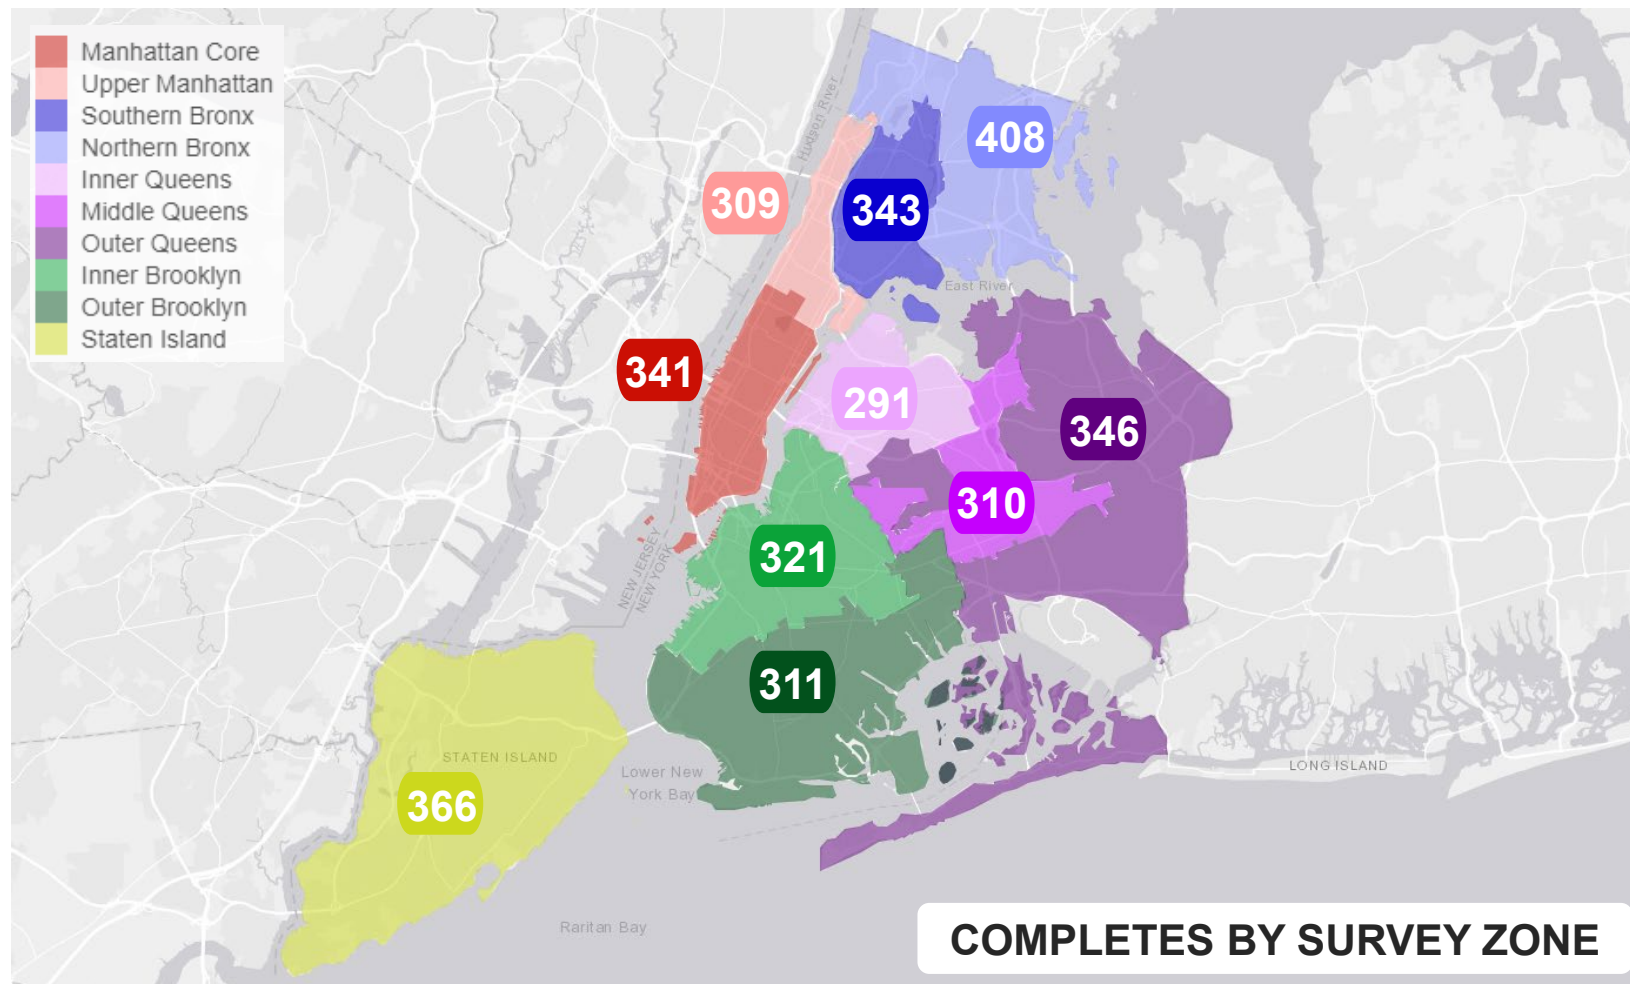 Manhattan Core
Upper Manhattan
Southern Bronx
Northern Bronx
Inner Queens
Middle Queens
Outer Queens
Inner Brooklyn
Outer Brooklyn
Staten Island
Hudson River
408
309
343
East River
341
291
346
310
NEW JERSEY
NEW YORK
321
311
STATEN ISLAND
Lower New
York Bay
LONG ISLAND
366
Raritan Bay
COMPLETES BY SURVEY ZONE